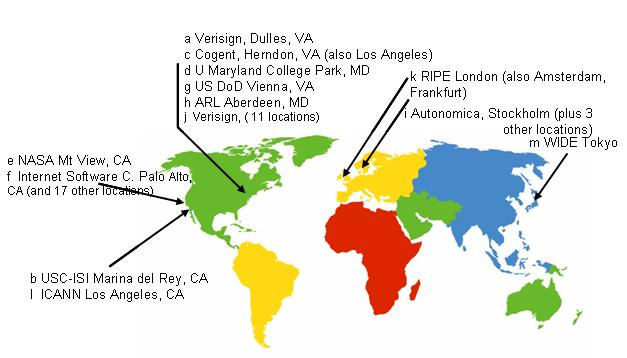 a Verisign, Dulles, VA
c Cogent, Herndon, VA (also Los Angeles)
d U Maryland College Park, MD
g US DoD Vienna, VA
h ARL Aberdeen, MD
j Verisign, ( 11 locations)
k RIPE London (also Amsterdam,
Frankfurt)
i Autonomica, Stockholm (plus 3
other locations)
m WIDE Tokyo
e NASA Mt View, CA
f Internet Software C. Palo Alto,
CA (and 17 other locations)
b USC-ISI Marina del Rey, CA
l ICANN Los Angeles, CA